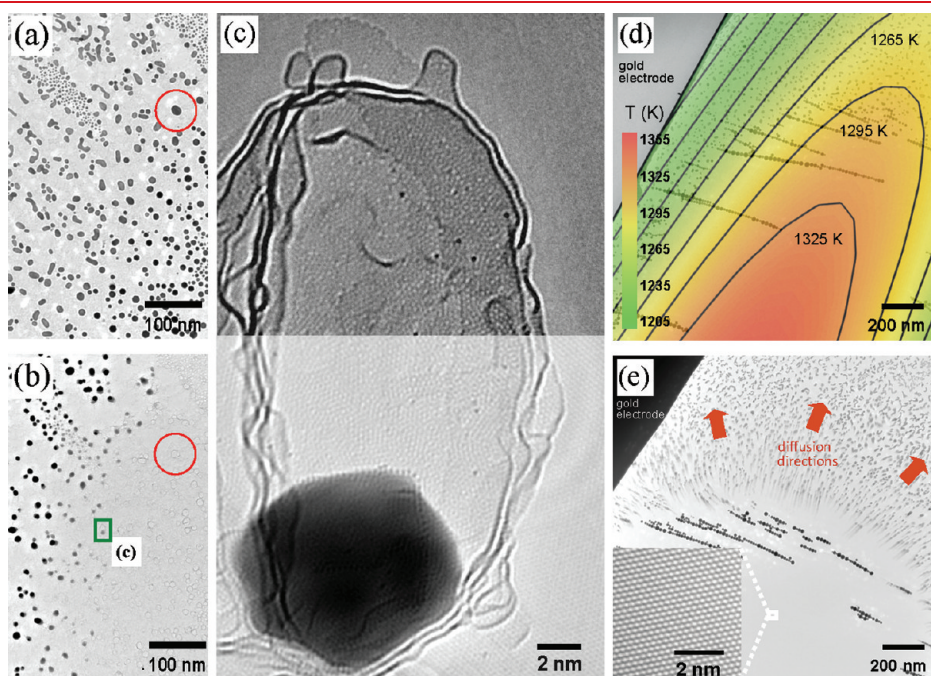 (a)
100 nm
(b)
(c)
100 nm
(c)
2 nm
(d)
gold
electrode
T (K)
1355
1325
1295
1265
1235
1205
1265 K
1295 K
1325 K
200 nm
(e)
gold
electrode
diffusion
directions
2 nm
200 nm